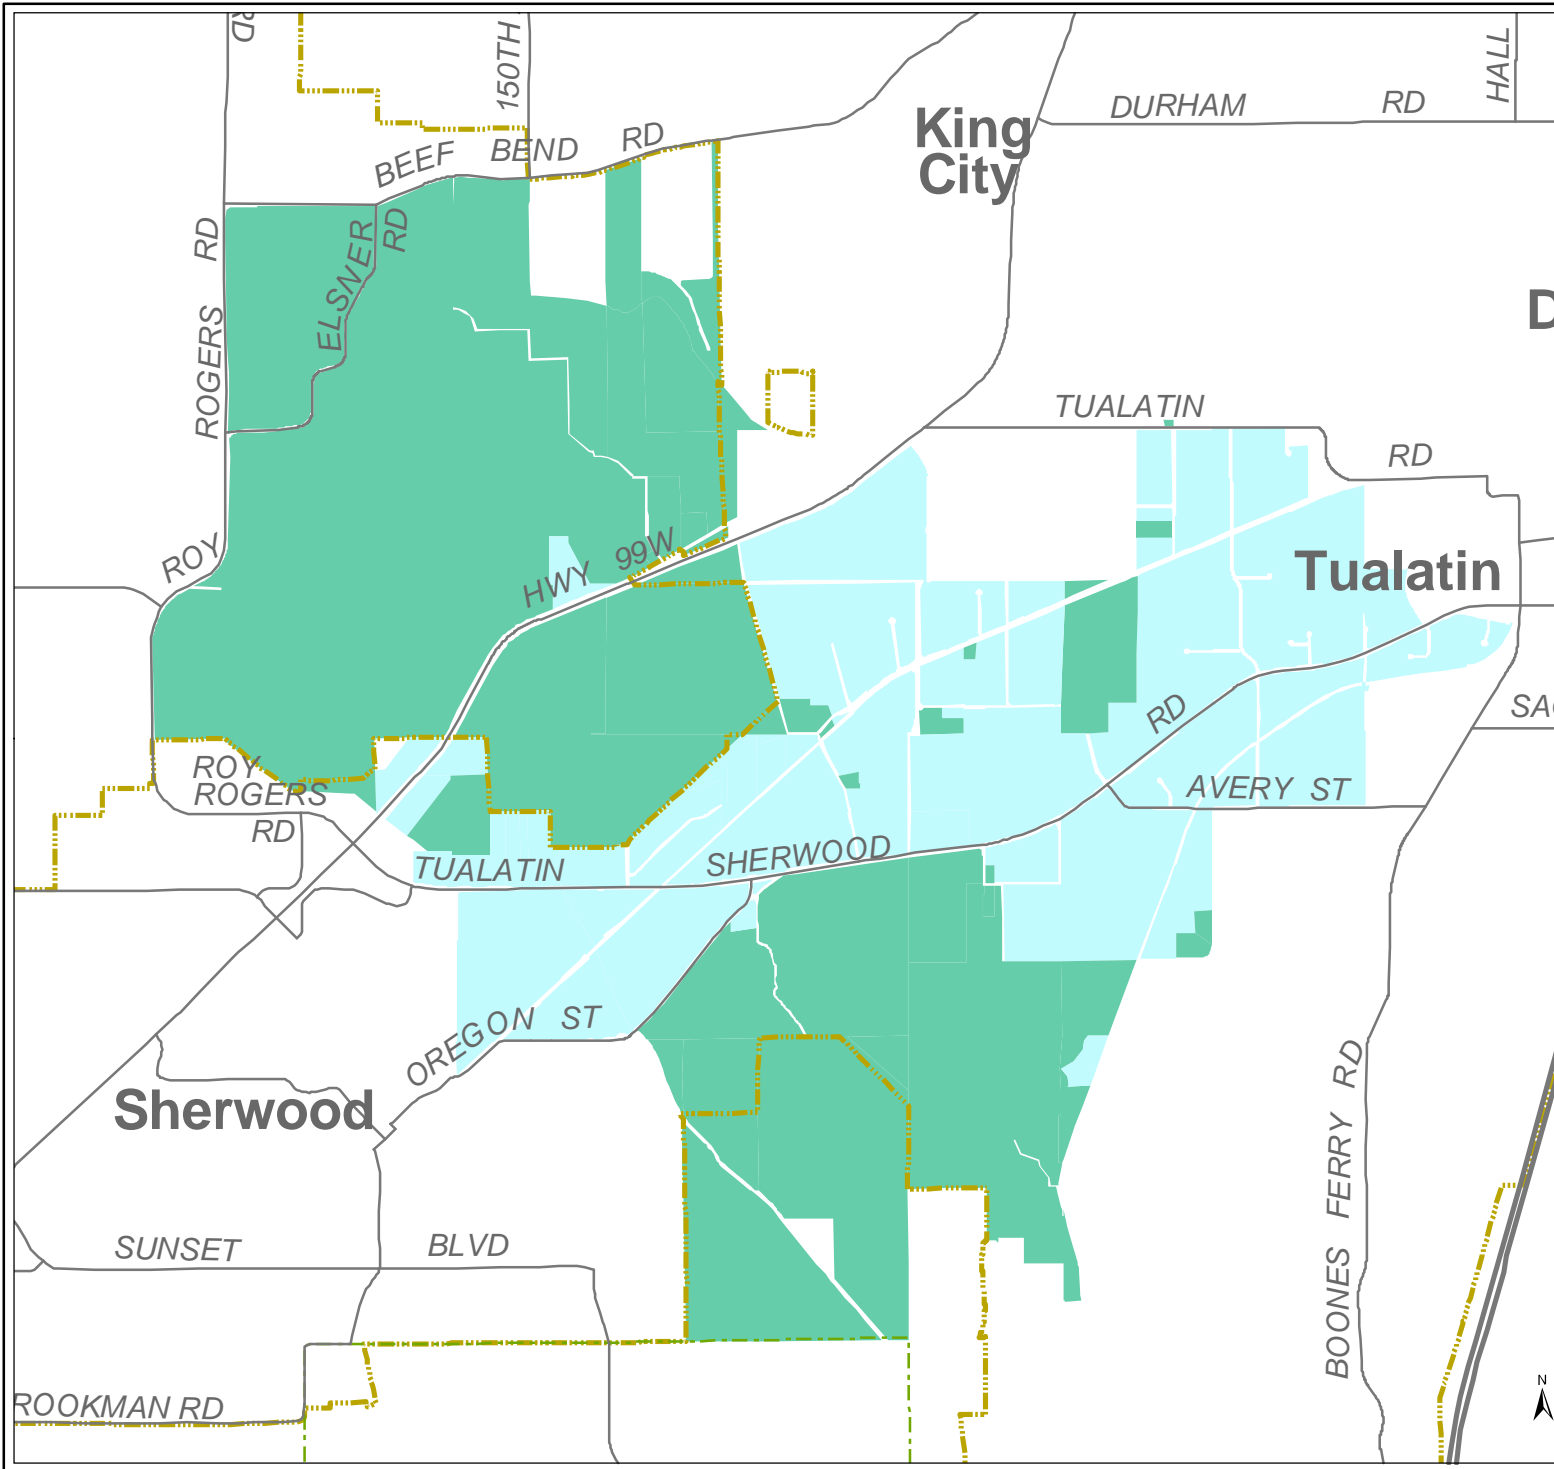 RD
150TH
HALL
King
City
DURHAM RD
BEEF BEND RD
ELSNER RD
ROGERS RD
ROY
D
TUALATIN
RD
HWY 99W
Tualatin
RD
SAG
ROY
ROGERS
RD
AVERY ST
TUALATIN
SHERWOOD
OREGON ST
Sherwood
BOONES FERRY RD
SUNSET BLVD
ROOKMAN RD
N